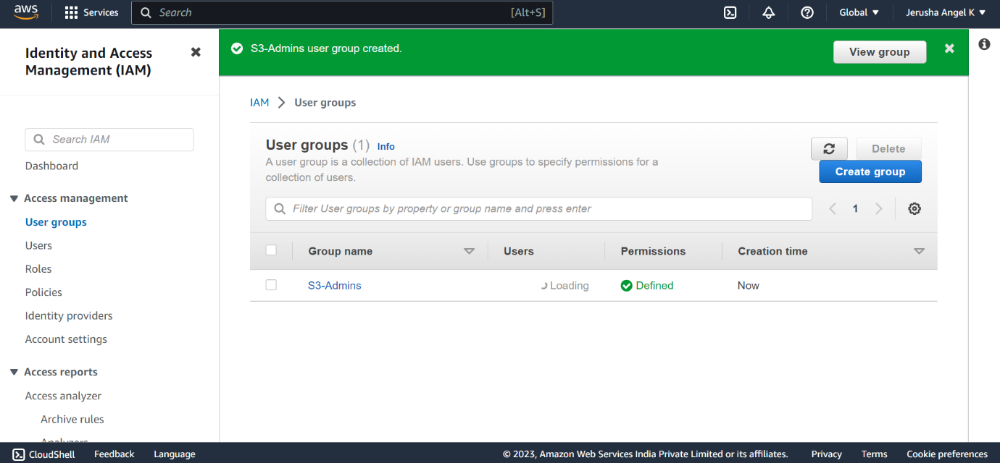 aws
Services
Search
[Alt+S]
Global
Jerusha Angel K
Identity and Access
Management (IAM)
Search IAM
Dashboard
Access management
User groups
Users
Roles
Policies
Identity providers
Account settings
Access reports
Access analyzer
Archive rules
Analyzers
S3-Admins user group created.
View group
IAM
User groups
User groups (1) Info
A user group is a collection of IAM users. Use groups to specify permissions for a
collection of users.
Delete
Create group
Filter User groups by property or group name and press enter
1
Group name Users Permissions Creation time
S3-Admins Loading Defined Now
CloudShell Feedback Language © 2023, Amazon Web Services India Private Limited or its affiliates. Privacy Terms Cookie preferences